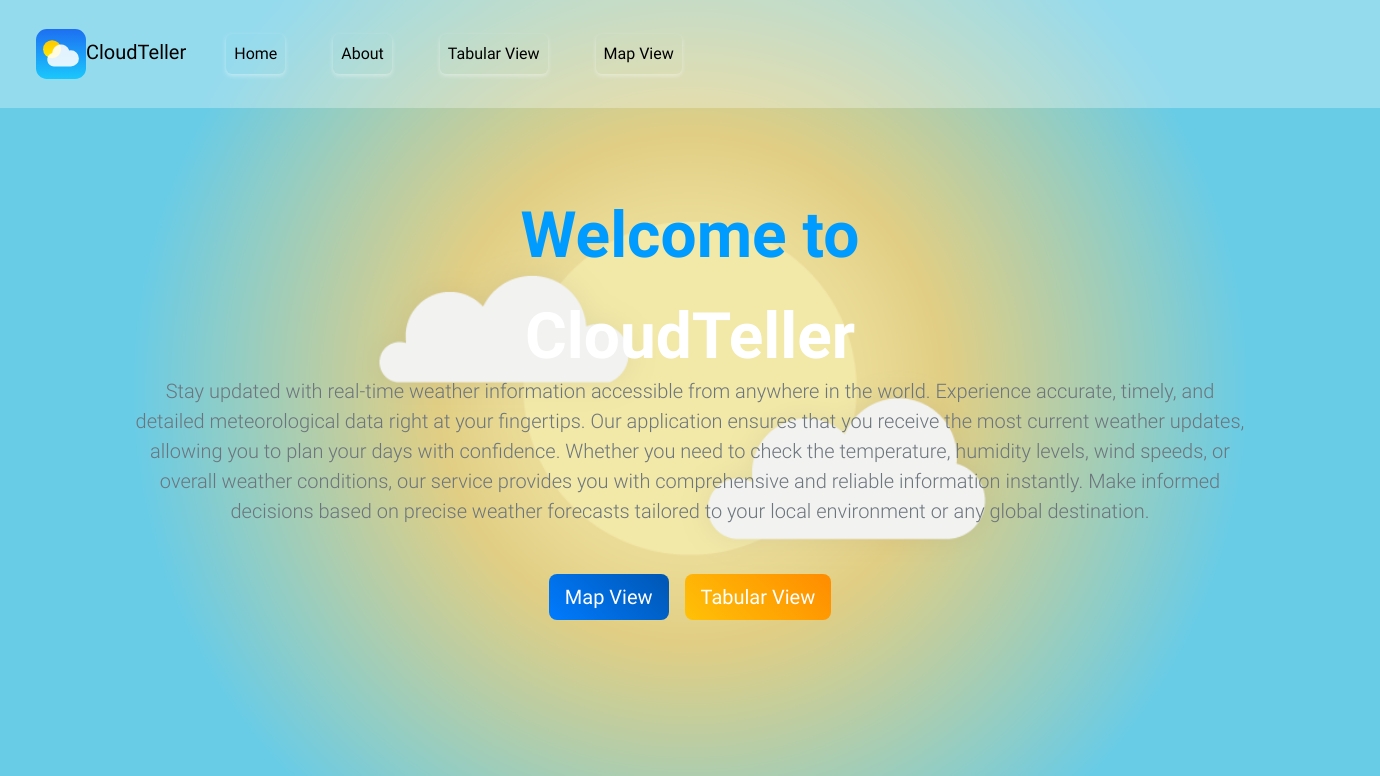 CloudTeller
Home
About
Tabular View
Map View
Welcome to
CloudTeller
Stay updated with real-time weather information accessible from anywhere in the world. Experience accurate, timely, and
detailed meteorological data right at your fingertips. Our application ensures that you receive the most current weather updates,
allowing you to plan your days with confidence. Whether you need to check the temperature, humidity levels, wind speeds, or
overall weather conditions, our service provides you with comprehensive and reliable information instantly. Make informed
decisions based on precise weather forecasts tailored to your local environment or any global destination.
Map View
Tabular View